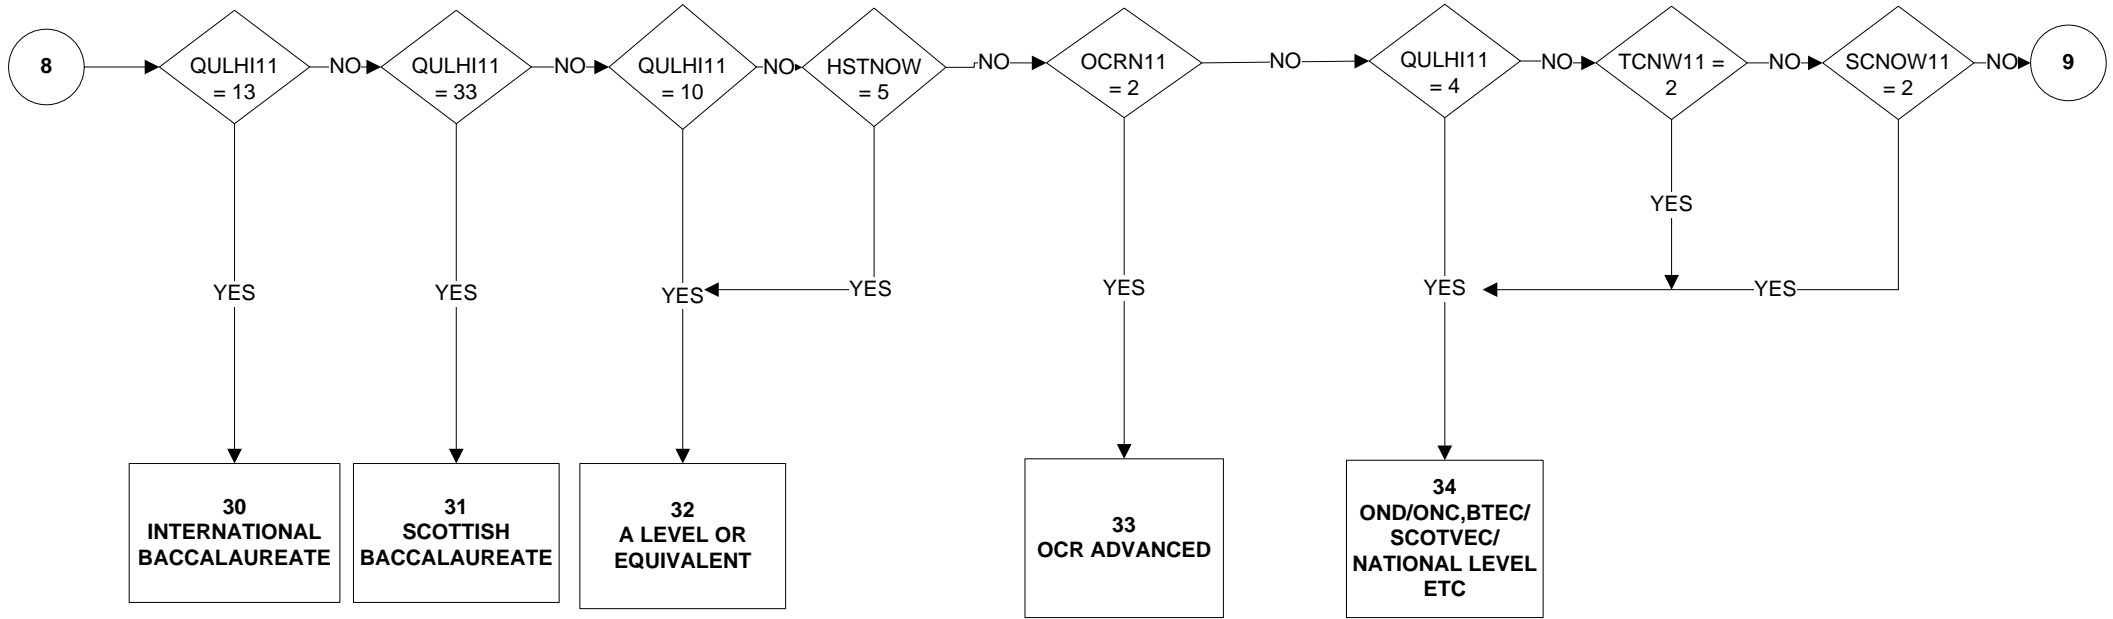 8
QULHI11
= 13
NO
QULHI11
= 33
NO
QULHI11
= 10
NO
HSTNOW
= 5
NO
OCRN11
= 2
NO
QULHI11
= 4
NO
TCNW11 =
2
NO
SCNOW11
= 2
NO
9
YES
YES
YES
YES
YES
YES
YES
YES
30
INTERNATIONAL
BACCALAUREATE
31
SCOTTISH
BACCALAUREATE
32
A LEVEL OR
EQUIVALENT
33
OCR ADVANCED
34
OND/ONC,BTEC/
SCOTVEC/
NATIONAL LEVEL
ETC